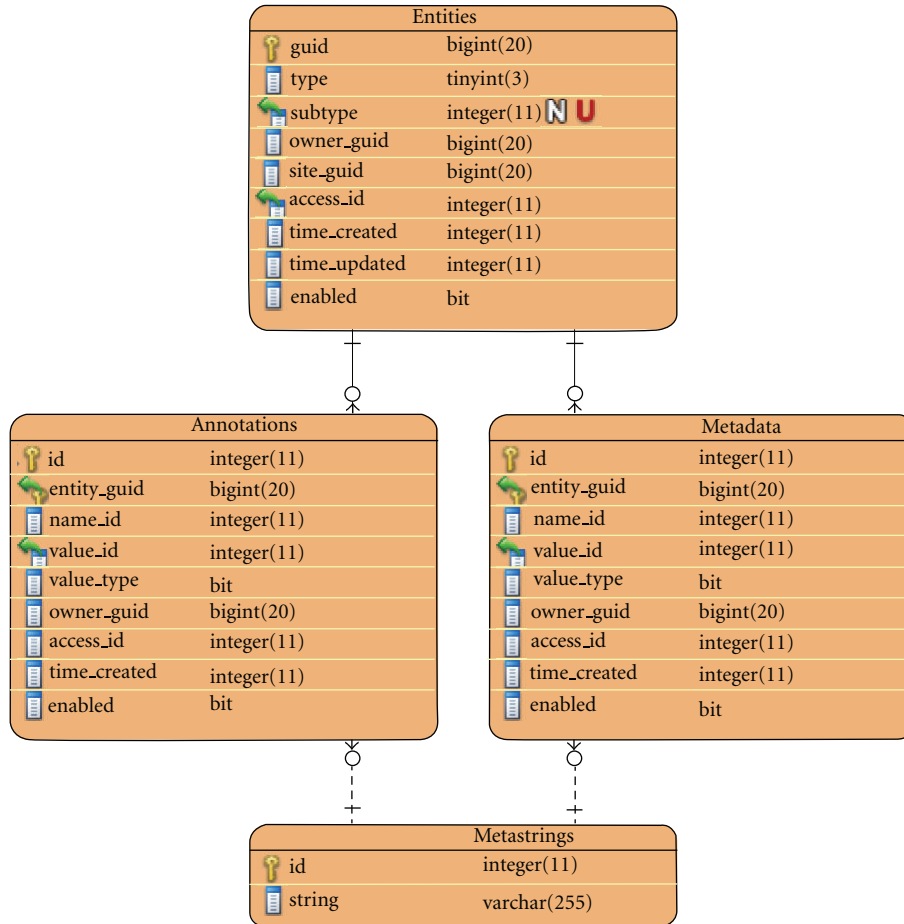 Entities
guid bigint(20)
type tinyint(3)
subtype integer(11) N U
owner_guid bigint(20)
site_guid bigint(20)
access_id integer(11)
time_created integer(11)
time_updated integer(11)
enabled bit
Annotations
id integer(11)
entity_guid bigint(20)
name_id integer(11)
value_id integer(11)
value_type bit
owner_guid bigint(20)
access_id integer(11)
time_created integer(11)
enabled bit
Metadata
id integer(11)
entity_guid bigint(20)
name_id integer(11)
value_id integer(11)
value_type bit
owner_guid bigint(20)
access_id integer(11)
time_created integer(11)
enabled bit
Metastrings
id integer(11)
string varchar(255)